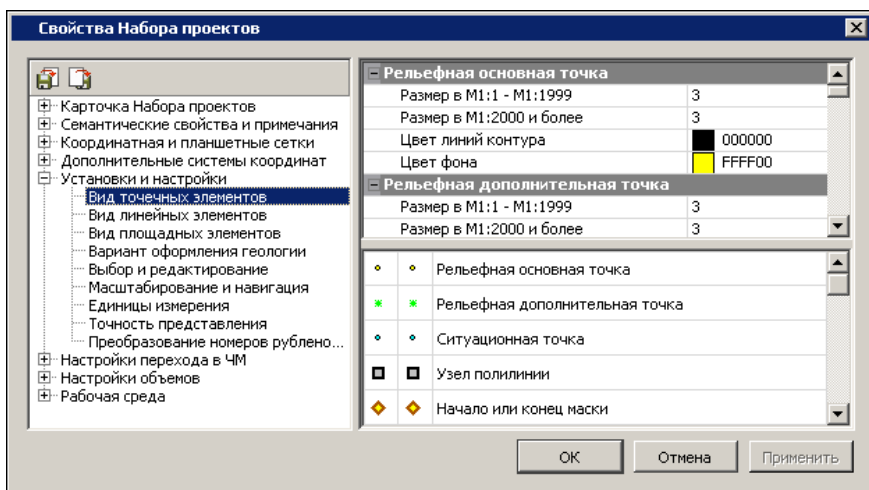 Свойства Набора проектов
Карточка Набора проектов
Семантические свойства и примечания
Координатная и планшетные сетки
Дополнительные системы координат
Установки и настройки
Вид точечных элементов
Вид линейных элементов
Вид площадных элементов
Вариант оформления геологии
Выбор и редактирование
Масштабирование и навигация
Единицы измерения
Точность представления
Преобразование номеров рублено...
Настройки перехода в ЧМ
Настройки объемов
Рабочая среда
Рельефная основная точка
Размер в М1:1 - М1:1999 3
Размер в М1:2000 и более 3
Цвет линий контура 000000
Цвет фона FFFF00
Рельефная дополнительная точка
Размер в М1:1 - М1:1999 3
Размер в М1:2000 и более 3
Рельефная основная точка
Рельефная дополнительная точка
Ситуационная точка
Узел полилинии
Начало или конец маски
ОК Отмена Применить